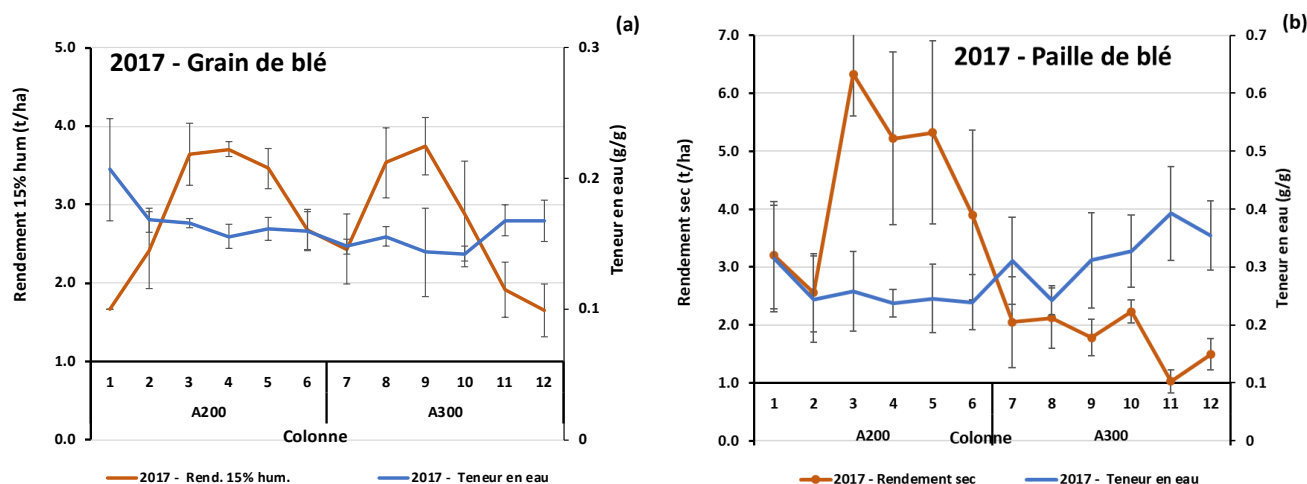 (a)
2017 - Grain de blé
Rendement 15% hum (t/ha)
5.0
4.0
3.0
2.0
1.0
0.0
0.3
0.2
0.1
0
Teneur en eau (g/g)
1 2 3 4 5 6 7 8 9 10 11 12
A200 A300
Colonne
2017 - Rend. 15% hum. 2017 - Teneur en eau
(b)
2017 - Paille de blé
Rendement sec (t/ha)
7.0
6.0
5.0
4.0
3.0
2.0
1.0
0.0
0.7
0.6
0.5
0.4
0.3
0.2
0.1
0
Teneur en eau (g/g)
1 2 3 4 5 6 7 8 9 10 11 12
A200 Colonne A300
2017 - Rendement sec 2017 - Teneur en eau